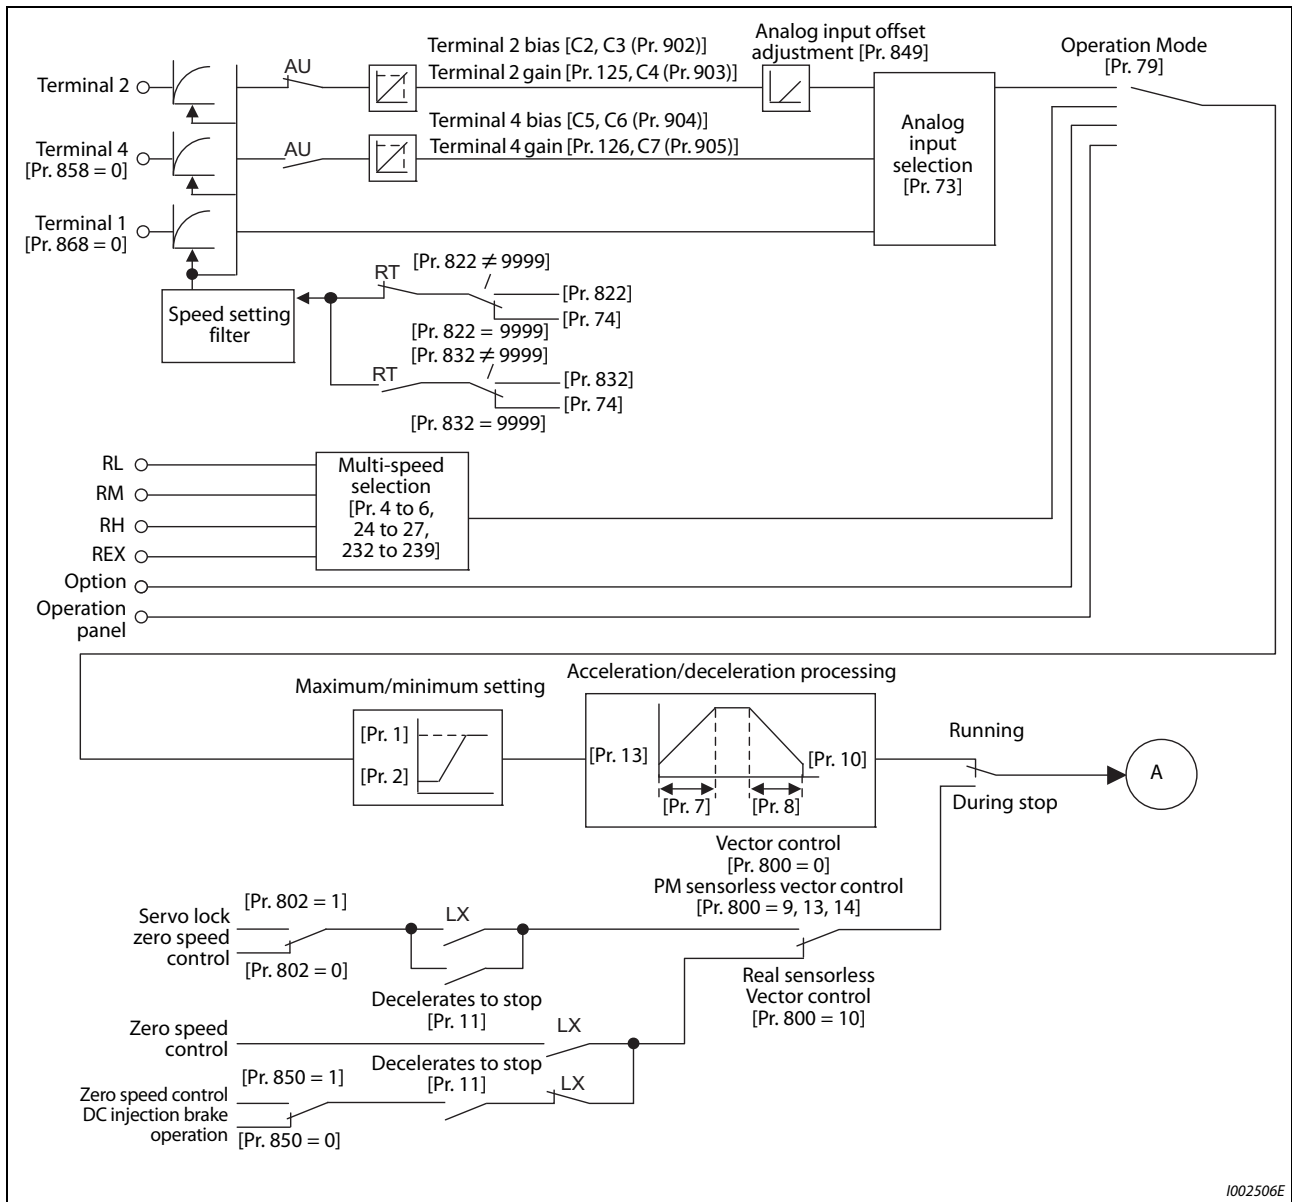 Analog input offset
adjustment [Pr. 849]
Operation Mode
[Pr. 79]
Terminal 2 bias [C2, C3 (Pr. 902)]
Terminal 2 gain [Pr. 125, C4 (Pr. 903)]
AU
Terminal 2
Terminal 4 bias [C5, C6 (Pr. 904)]
Terminal 4 gain [Pr. 126, C7 (Pr. 905)]
AU
Terminal 4
[Pr. 858 = 0]
Analog
input
selection
[Pr. 73]
Terminal 1
[Pr. 868 = 0]
Speed setting
filter
RT
[Pr. 822 ≠ 9999]
[Pr. 822]
[Pr. 74]
[Pr. 822 = 9999]
[Pr. 832 ≠ 9999]
RT
[Pr. 832]
[Pr. 74]
[Pr. 832 = 9999]
RL
RM
RH
REX
Option
Operation
panel
Multi-speed
selection
[Pr. 4 to 6,
24 to 27,
232 to 239]
Maximum/minimum setting
[Pr. 1]
[Pr. 2]
Acceleration/deceleration processing
[Pr. 13]
[Pr. 10]
[Pr. 7]
[Pr. 8]
Running
During stop
A
Vector control
[Pr. 800 = 0]
PM sensorless vector control
[Pr. 800 = 9, 13, 14]
Servo lock
zero speed
control
[Pr. 802 = 1]
[Pr. 802 = 0]
LX
Decelerates to stop
[Pr. 11]
Real sensorless
Vector control
[Pr. 800 = 10]
Zero speed
control
LX
Zero speed control
DC injection brake
operation
[Pr. 850 = 1]
[Pr. 850 = 0]
Decelerates to stop
[Pr. 11]
LX
I002506E